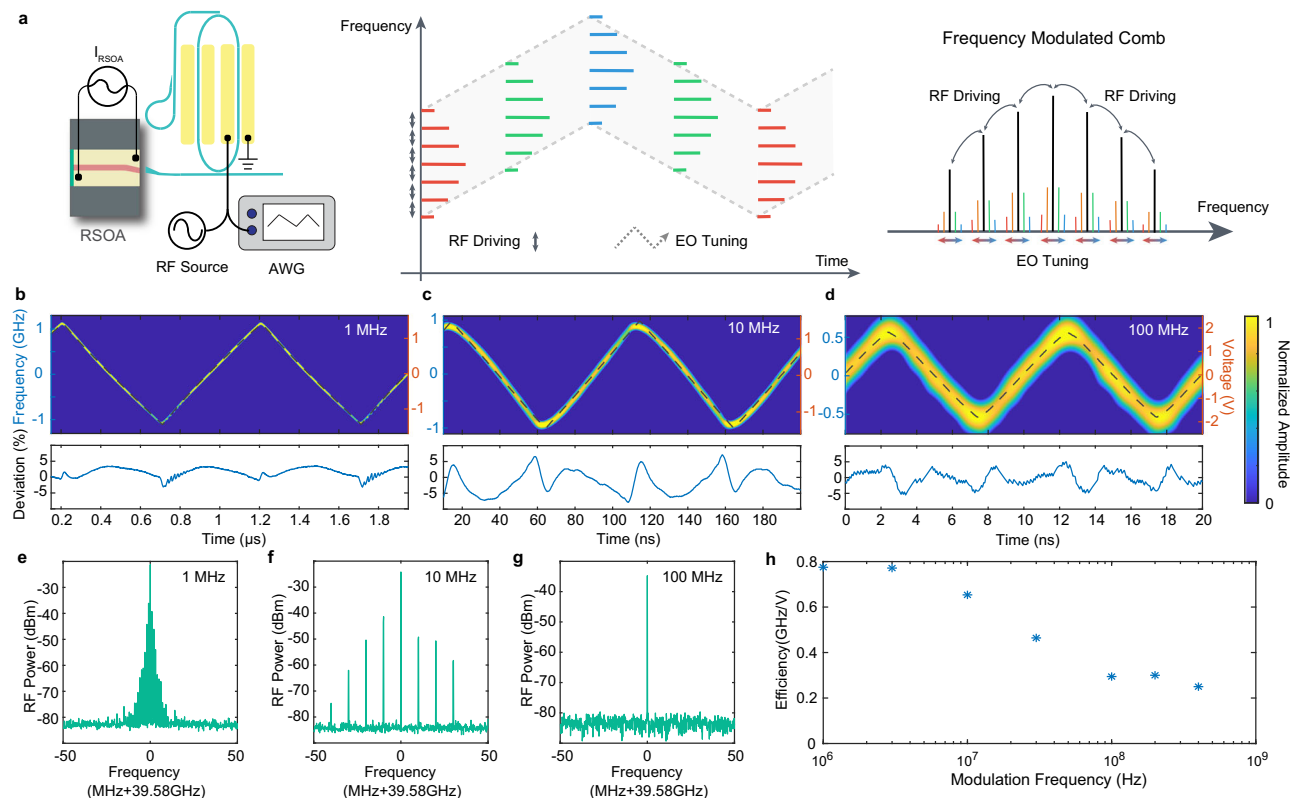 a
I_RSOA
RSOA
RF Source
AWG
Frequency
RF Driving
EO Tuning
Time
Frequency Modulated Comb
RF Driving
RF Driving
Frequency
EO Tuning
b
Frequency (GHz)
1
0
-1
1 MHz
1
0
-1
Deviation (%)
5
0
-5
0.2 0.4 0.6 0.8 1 1.2 1.4 1.6 1.8
Time (μs)
c
1
0
-1
10 MHz
1
0
-1
5
0
-5
20 40 60 80 100 120 140 160 180
Time (ns)
d
0.5
0
-0.5
100 MHz
2
1
0
-1
-2
Voltage (V)
5
0
-5
0 2 4 6 8 10 12 14 16 18 20
Time (ns)
1
0
Normalized Amplitude
e
1 MHz
RF Power (dBm)
-30
-40
-50
-60
-70
-80
-50 0 50
Frequency
(MHz+39.58GHz)
f
10 MHz
RF Power (dBm)
-20
-30
-40
-50
-60
-70
-80
-50 0 50
Frequency
(MHz+39.58GHz)
g
100 MHz
RF Power (dBm)
-40
-50
-60
-70
-80
-50 0 50
Frequency
(MHz+39.58GHz)
h
Efficiency(GHz/V)
0.8
0.6
0.4
0.2
0
10⁶ 10⁷ 10⁸ 10⁹
Modulation Frequency (Hz)